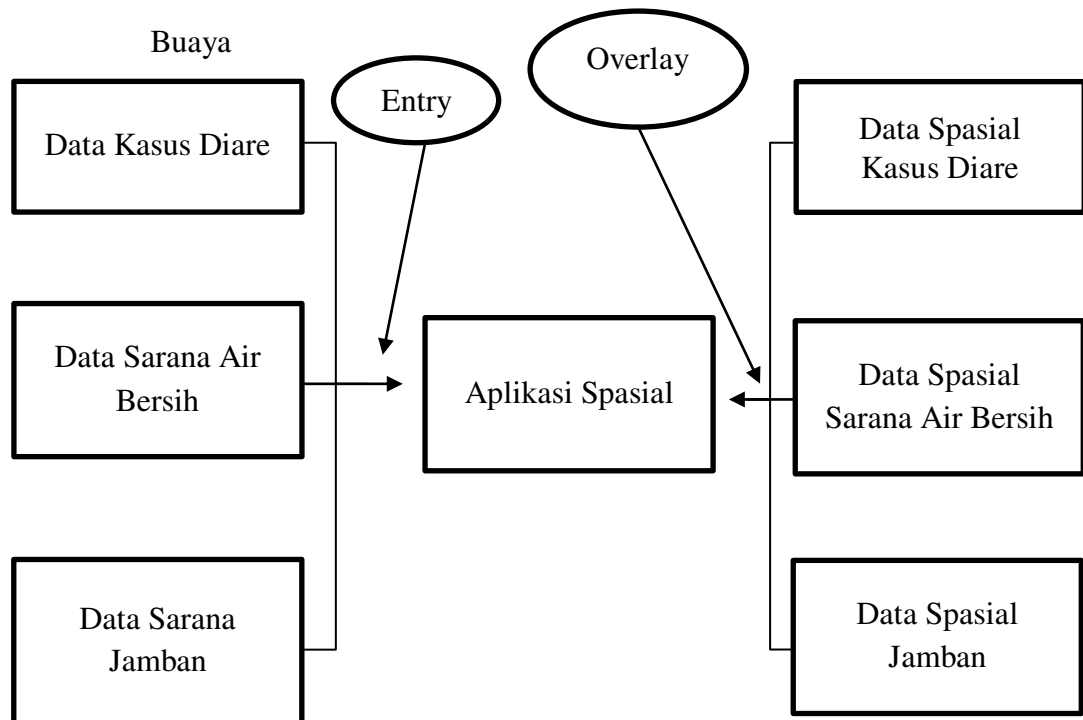 Buaya
Entry
Overlay
Data Kasus Diare
Data Spasial
Kasus Diare
Data Sarana Air
Bersih
Aplikasi Spasial
Data Spasial
Sarana Air Bersih
Data Sarana
Jamban
Data Spasial
Jamban